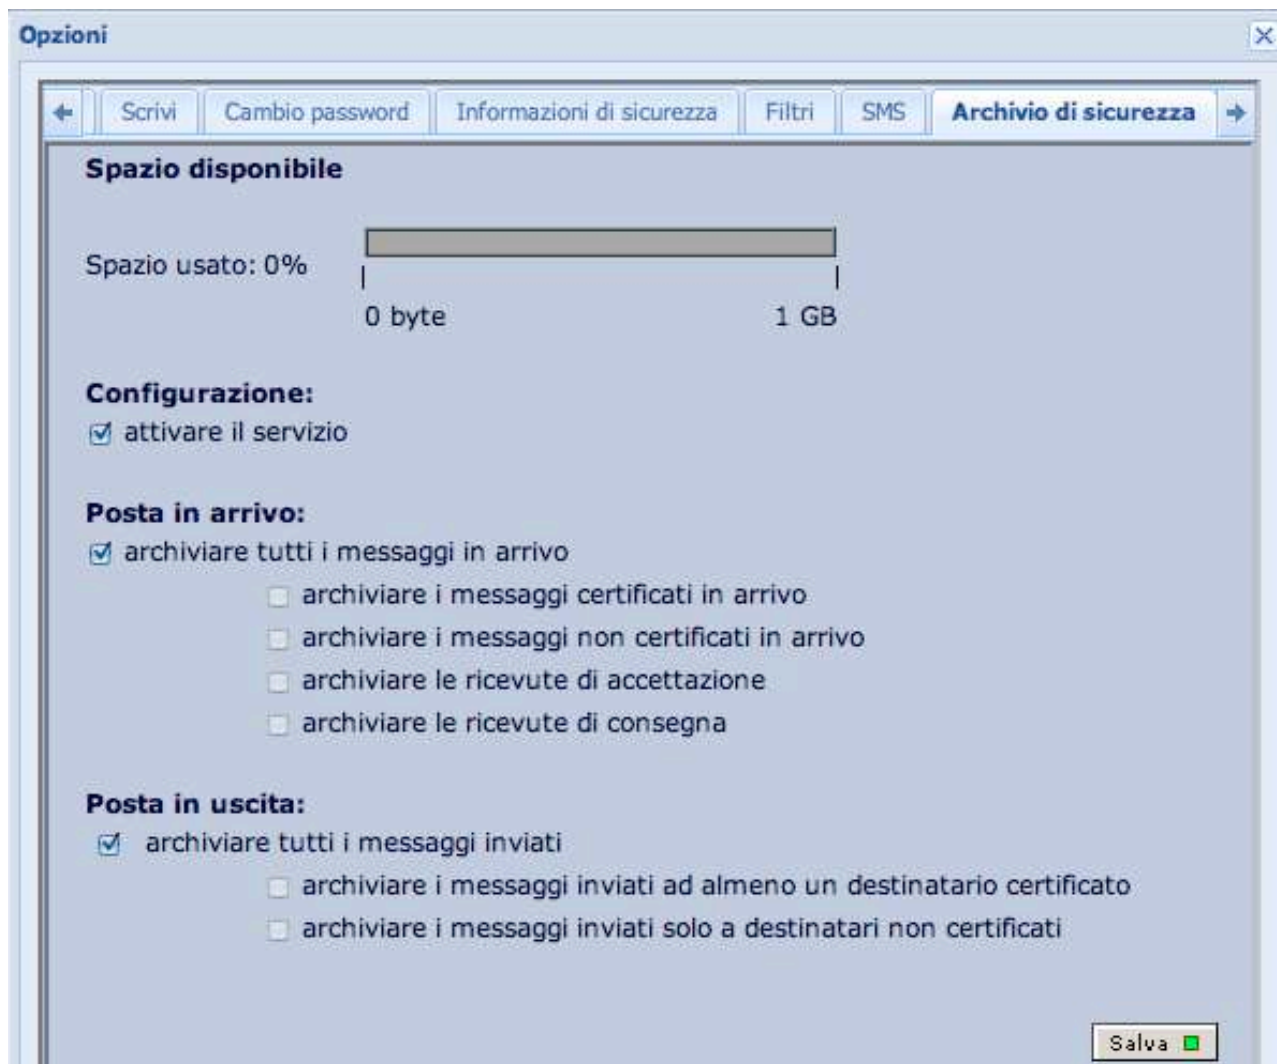 Opzioni
Scrivi Cambio password Informazioni di sicurezza Filtri SMS Archivio di sicurezza
Spazio disponibile
Spazio usato: 0%
0 byte 1 GB
Configurazione:
attivare il servizio
Posta in arrivo:
archiviare tutti i messaggi in arrivo
archiviare i messaggi certificati in arrivo
archiviare i messaggi non certificati in arrivo
archiviare le ricevute di accettazione
archiviare le ricevute di consegna
Posta in uscita:
archiviare tutti i messaggi inviati
archiviare i messaggi inviati ad almeno un destinatario certificato
archiviare i messaggi inviati solo a destinatari non certificati
Salva